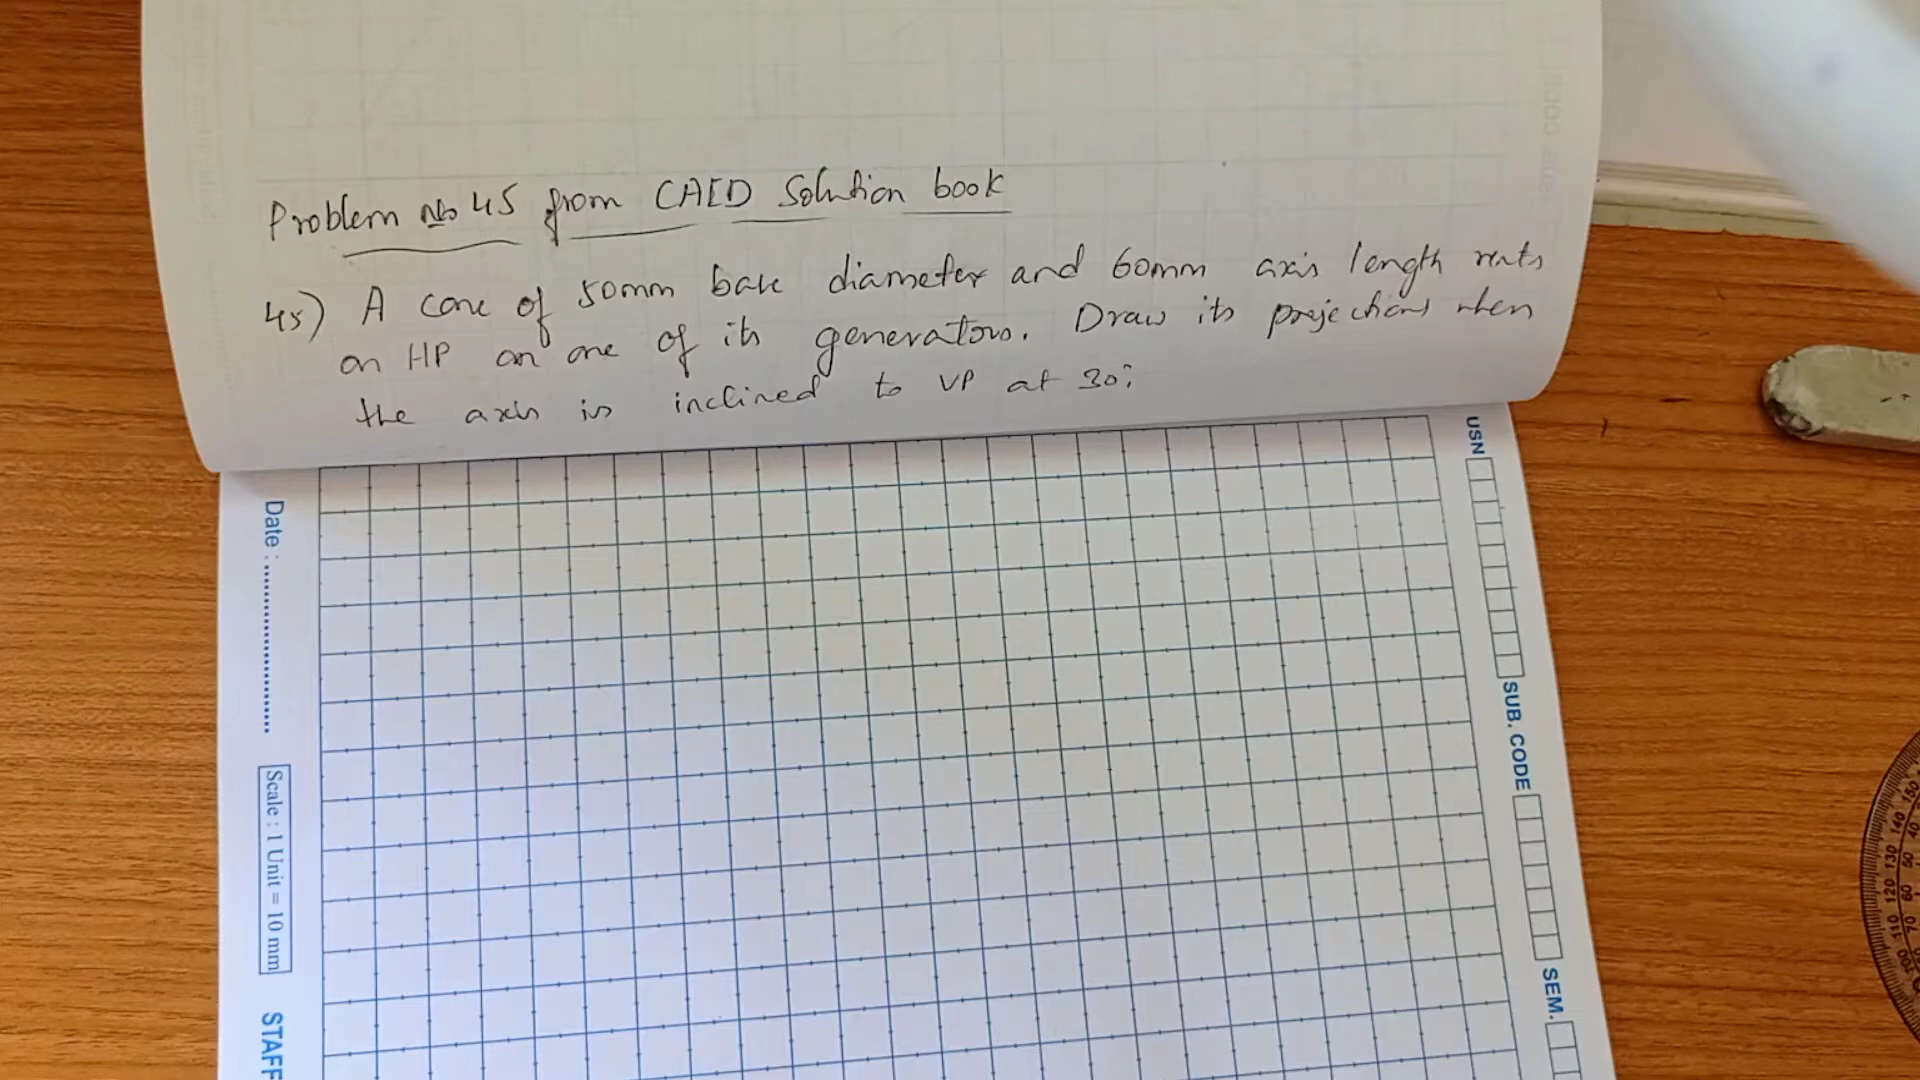 Problem No 45 from CAED Solution book
45) A cone of 50mm base diameter and 60mm axis length rests
on HP on one of its generators. Draw its projections when
the axis is inclined to VP at 30°.
USN
SUB. CODE
SEM.
Date : ....................
Scale : 1 Unit = 10 mm
STAFF